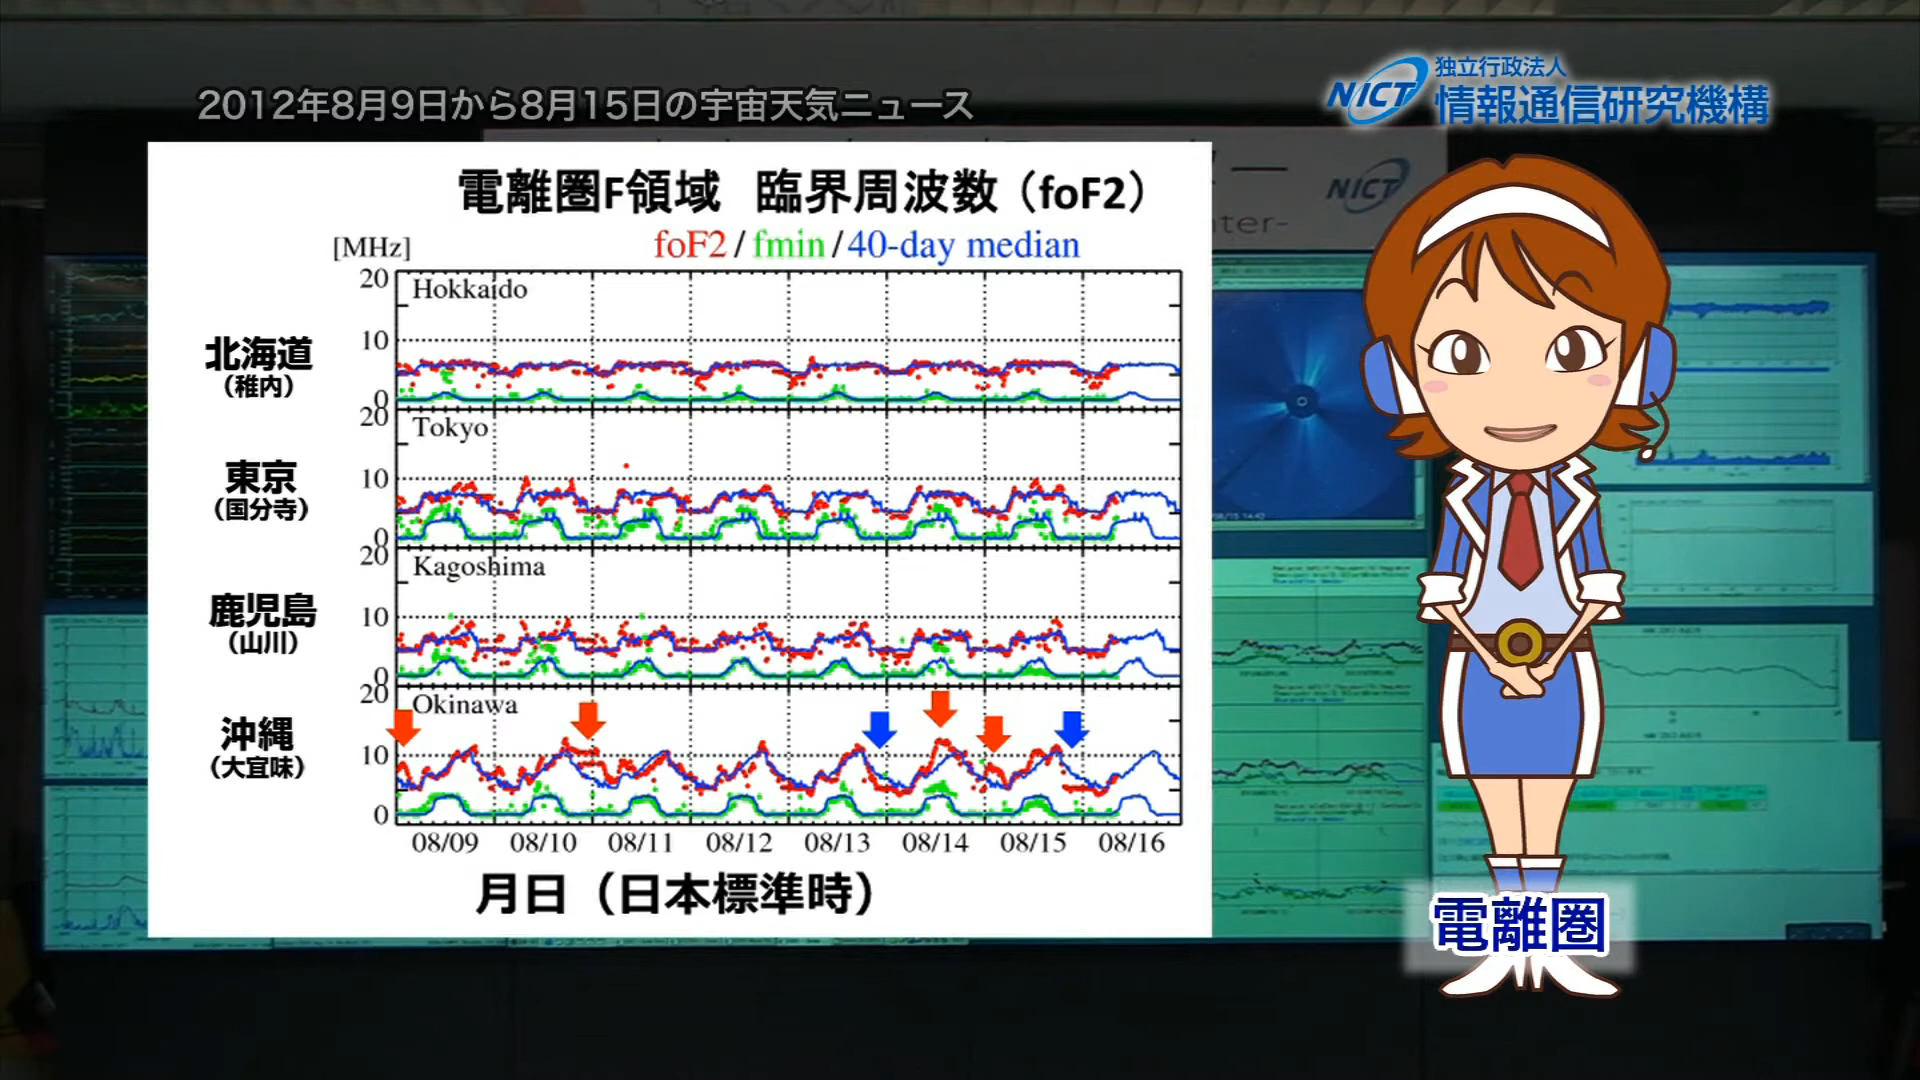 2012年8月9日から8月15日の宇宙天気ニュース
NICT
独立行政法人
情報通信研究機構
NICT
電離圏F領域 臨界周波数（foF2）
[MHz]
foF2 / fmin / 40-day median
Hokkaido
20
10
0
北海道
（稚内）
Tokyo
20
10
0
東京
（国分寺）
Kagoshima
20
10
0
鹿児島
（山川）
Okinawa
20
10
0
沖縄
（大宜味）
08/09 08/10 08/11 08/12 08/13 08/14 08/15 08/16
月日（日本標準時）
電離圏